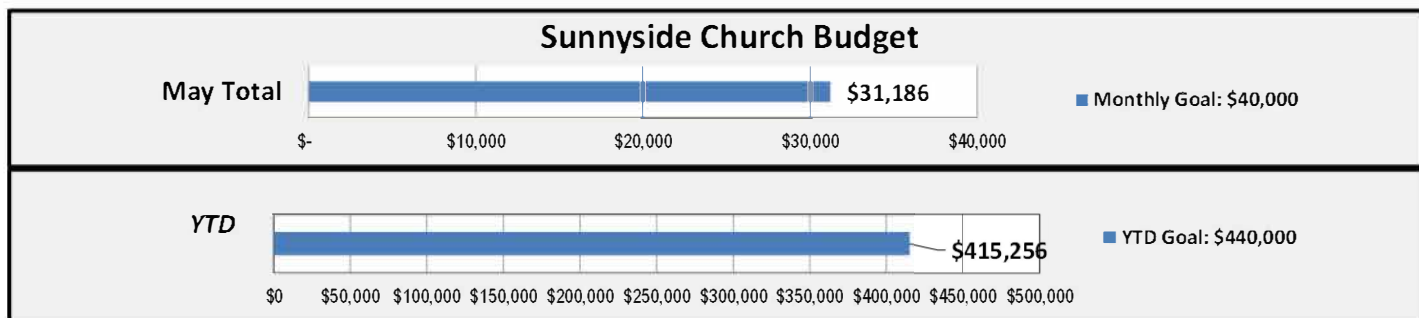 Sunnyside Church Budget
May Total
$31,186
Monthly Goal: $40,000
$- $10,000 $20,000 $30,000 $40,000
YTD
$415,256
YTD Goal: $440,000
$0 $50,000 $100,000 $150,000 $200,000 $250,000 $300,000 $350,000 $400,000 $450,000 $500,000